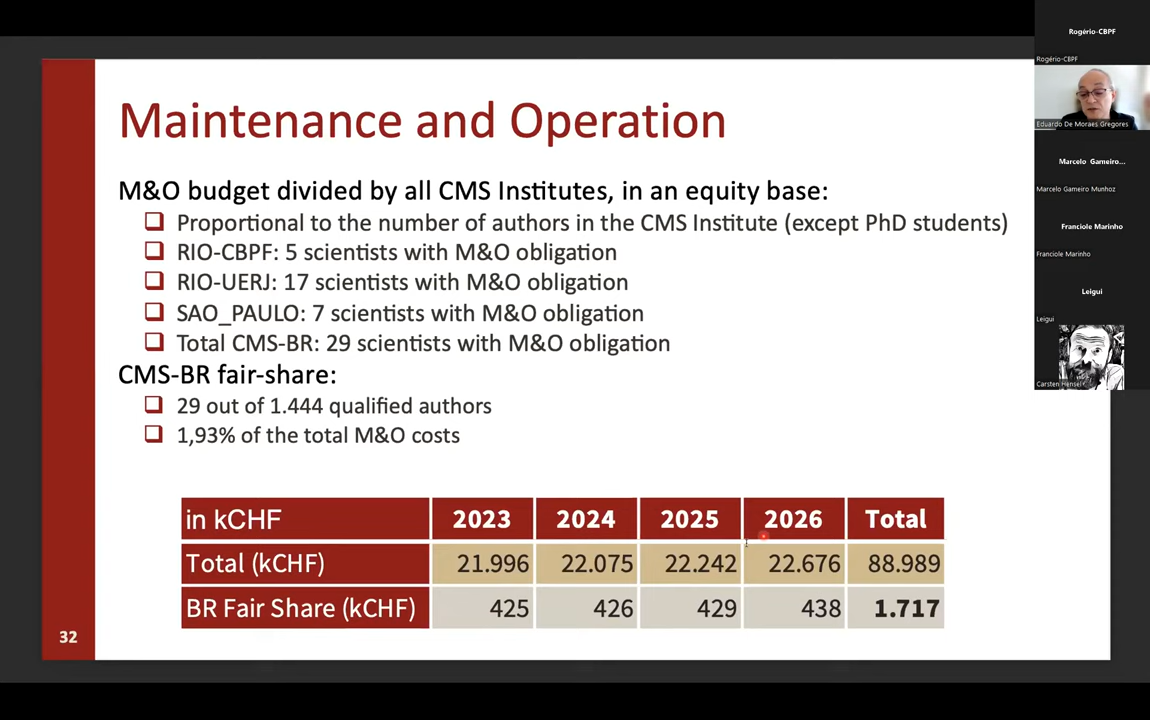 Maintenance and Operation
M&O budget divided by all CMS Institutes, in an equity base:
Proportional to the number of authors in the CMS Institute (except PhD students)
RIO-CBPF: 5 scientists with M&O obligation
RIO-UERJ: 17 scientists with M&O obligation
SAO_PAULO: 7 scientists with M&O obligation
Total CMS-BR: 29 scientists with M&O obligation
CMS-BR fair-share:
29 out of 1.444 qualified authors
1,93% of the total M&O costs
in kCHF 2023 2024 2025 2026 Total
Total (kCHF) 21.996 22.075 22.242 22.676 88.989
BR Fair Share (kCHF) 425 426 429 438 1.717
32
Rogério-CBPF
Rogério-CBPF
Eduardo De Moraes Gregores
Marcelo Gameiro...
Marcelo Gameiro Munhoz
Franciole Marinho
Franciole Marinho
Leigui
Leigui
Carsten Hensel